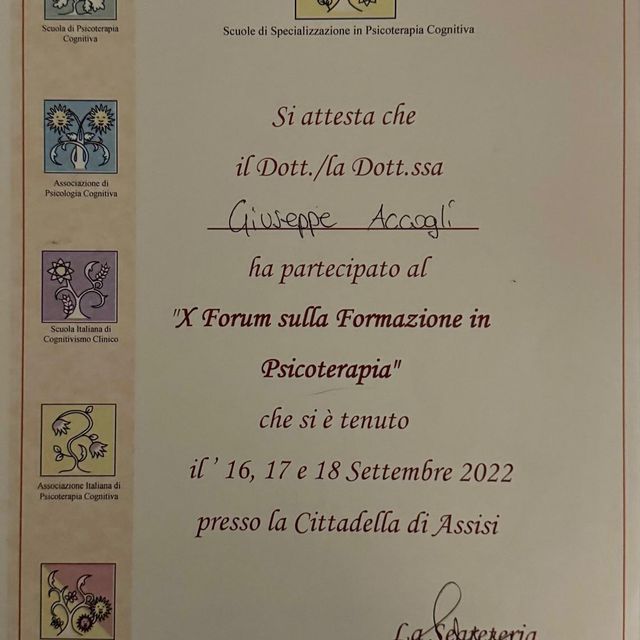 Scuola di Psicoterapia
Cognitiva
Scuole di Specializzazione in Psicoterapia Cognitiva
Associazione di
Psicologia Cognitiva
Scuola Italiana di
Cognitivismo Clinico
Associazione Italiana di
Psicoterapia Cognitiva
Si attesta che
il Dott./la Dott.ssa
Giuseppe Accogli
ha partecipato al
"X Forum sulla Formazione in
Psicoterapia"
che si è tenuto
il ' 16, 17 e 18 Settembre 2022
presso la Cittadella di Assisi
La Segreteria